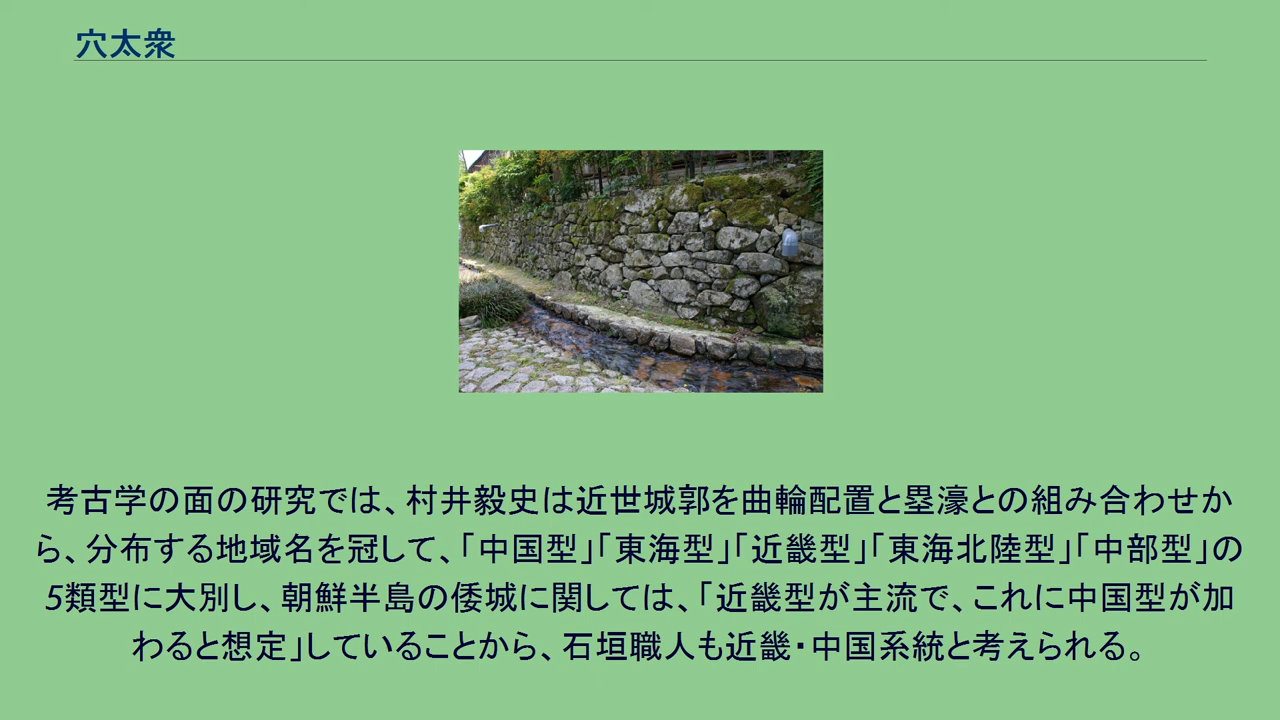 穴太衆
考古学の面の研究では、村井毅史は近世城郭を曲輪配置と塁濠との組み合わせか
ら、分布する地域名を冠して、「中国型」「東海型」「近畿型」「東海北陸型」「中部型」の
5類型に大別し、朝鮮半島の倭城に関しては、「近畿型が主流で、これに中国型が加
わると想定」していることから、石垣職人も近畿・中国系統と考えられる。